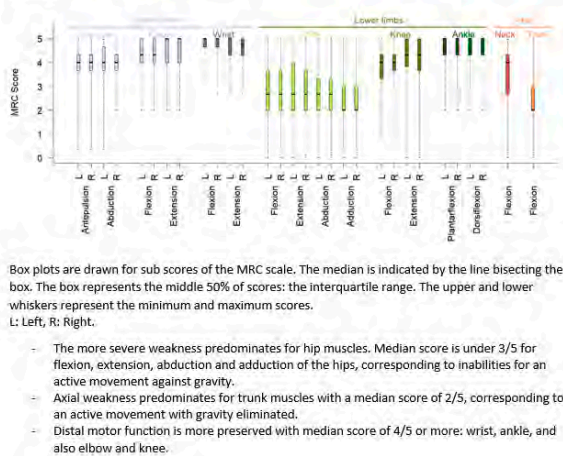 Lower limbs
Wrist
Knee
Ankle
Neck
MRC Score
5
4
3
2
1
0
L R L R L R L R L R L R L R L R L R L R L R L R L R L R
Antepulsion
Abduction
Flexion
Extension
Flexion
Extension
Flexion
Extension
Abduction
Adduction
Flexion
Extension
Plantarflexion
Dorsiflexion
Flexion
Flexion
Box plots are drawn for sub scores of the MRC scale. The median is indicated by the line bisecting the
box. The box represents the middle 50% of scores: the interquartile range. The upper and lower
whiskers represent the minimum and maximum scores.
L: Left, R: Right.
- The more severe weakness predominates for hip muscles. Median score is under 3/5 for
flexion, extension, abduction and adduction of the hips, corresponding to inabilities for an
active movement against gravity.
- Axial weakness predominates for trunk muscles with a median score of 2/5, corresponding to
an active movement with gravity eliminated.
- Distal motor function is more preserved with median score of 4/5 or more: wrist, ankle, and
also elbow and knee.